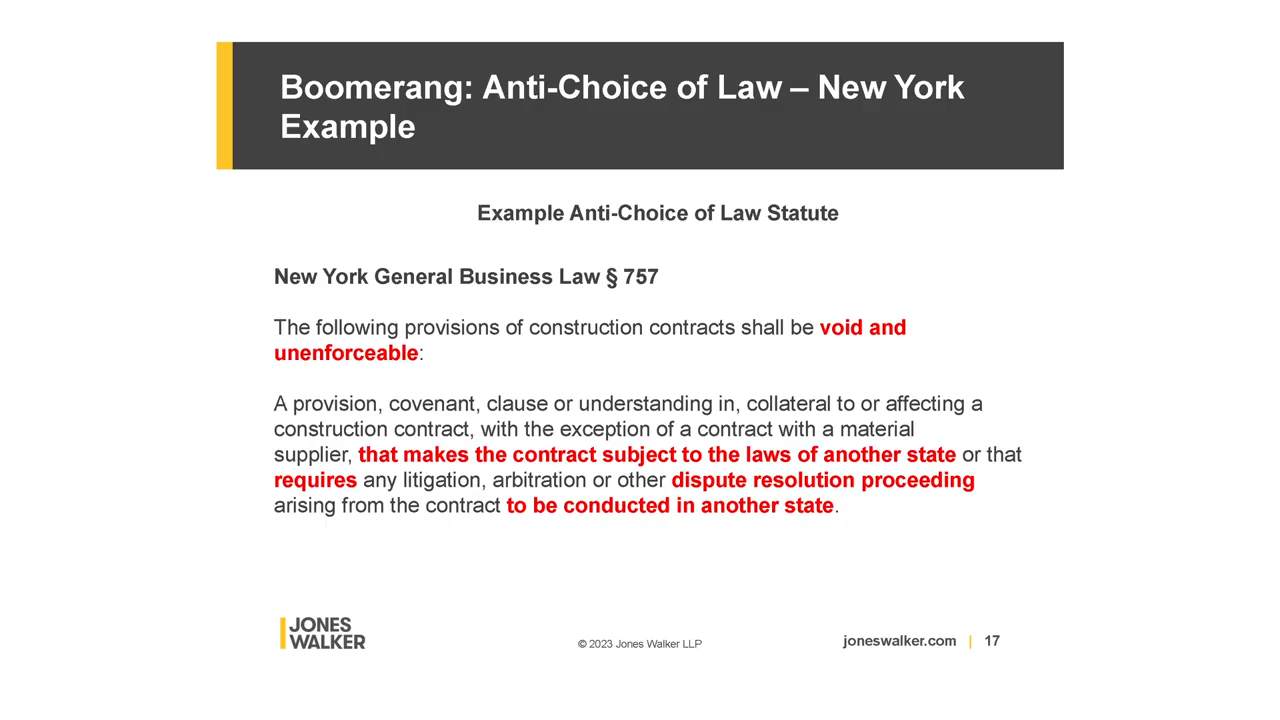 Boomerang: Anti-Choice of Law – New York
Example
Example Anti-Choice of Law Statute
New York General Business Law § 757
The following provisions of construction contracts shall be void and
unenforceable:
A provision, covenant, clause or understanding in, collateral to or affecting a
construction contract, with the exception of a contract with a material
supplier, that makes the contract subject to the laws of another state or that
requires any litigation, arbitration or other dispute resolution proceeding
arising from the contract to be conducted in another state.
JONES
WALKER
© 2023 Jones Walker LLP
joneswalker.com | 17